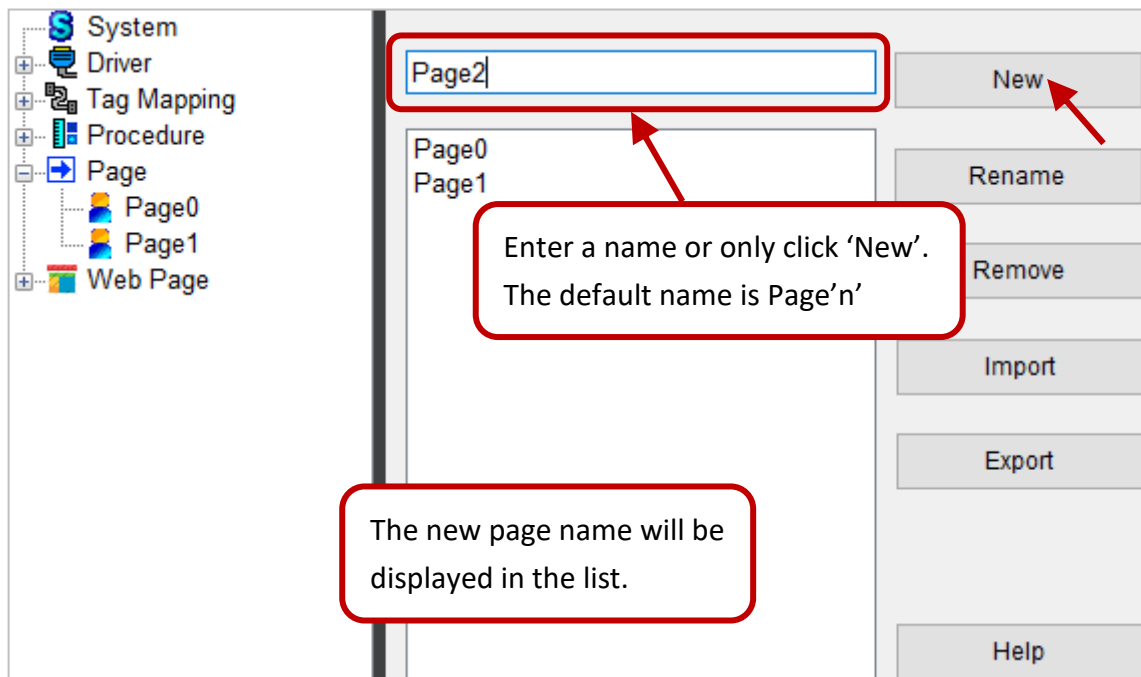 System
Driver
Tag Mapping
Procedure
Page
Page0
Page1
Web Page
Page2
New
Page0
Page1
Rename
Enter a name or only click ‘New’.
The default name is Page’n’
Remove
Import
Export
The new page name will be
displayed in the list.
Help